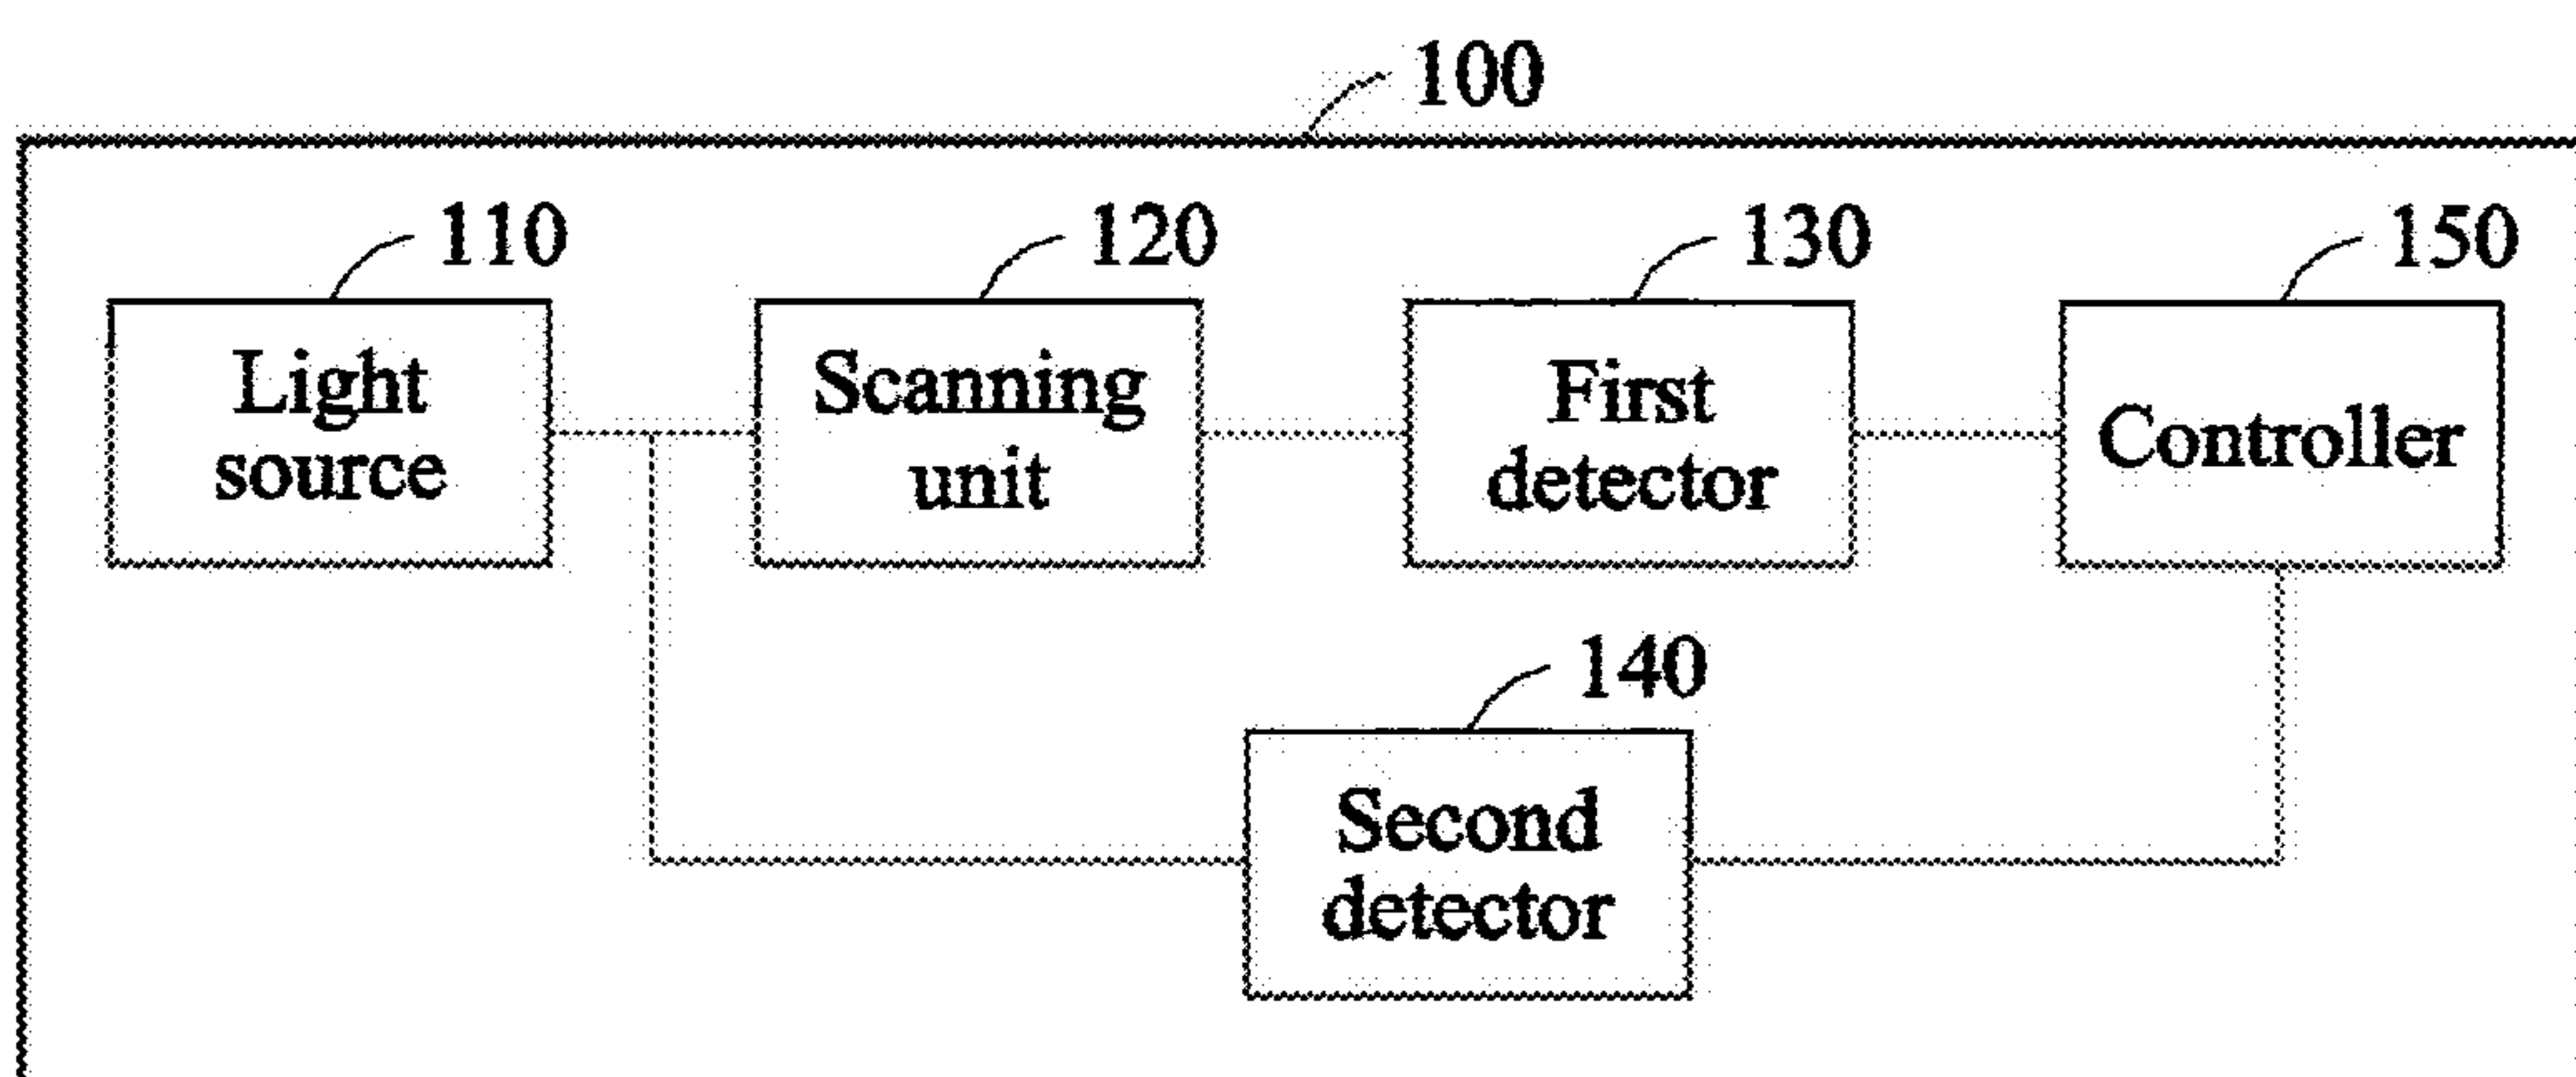 100
110
120
130
150
Light
source
Scanning
unit
First
detector
Controller
140
Second
detector